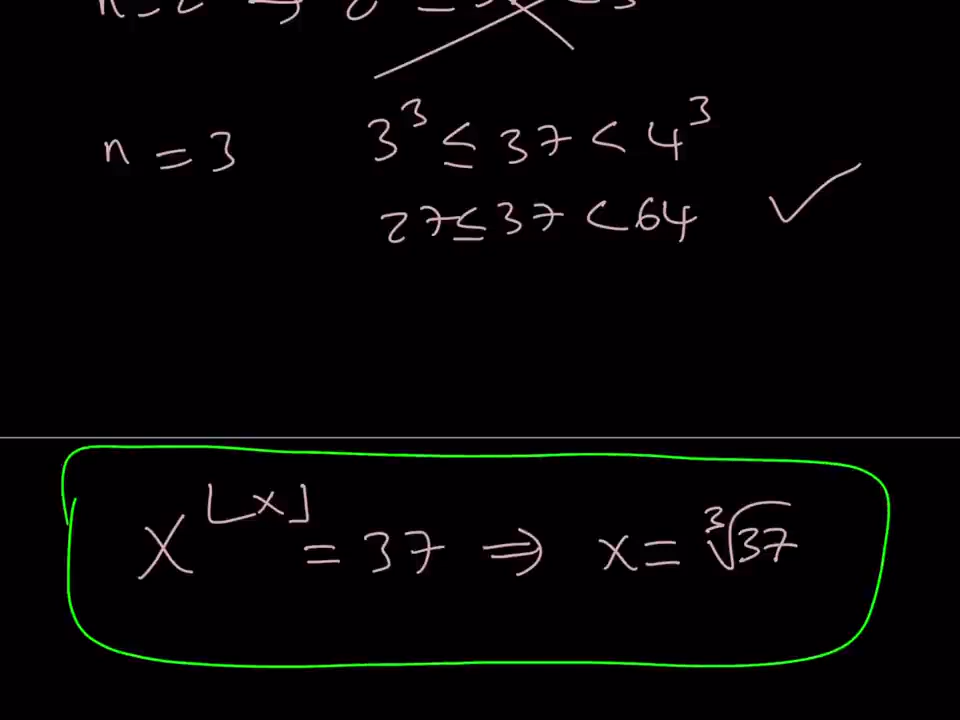 n = 3 3³ ≤ 37 < 4³
27 ≤ 37 < 64 ✓
x^⌊x⌋ = 37 ⇒ x = ∛37